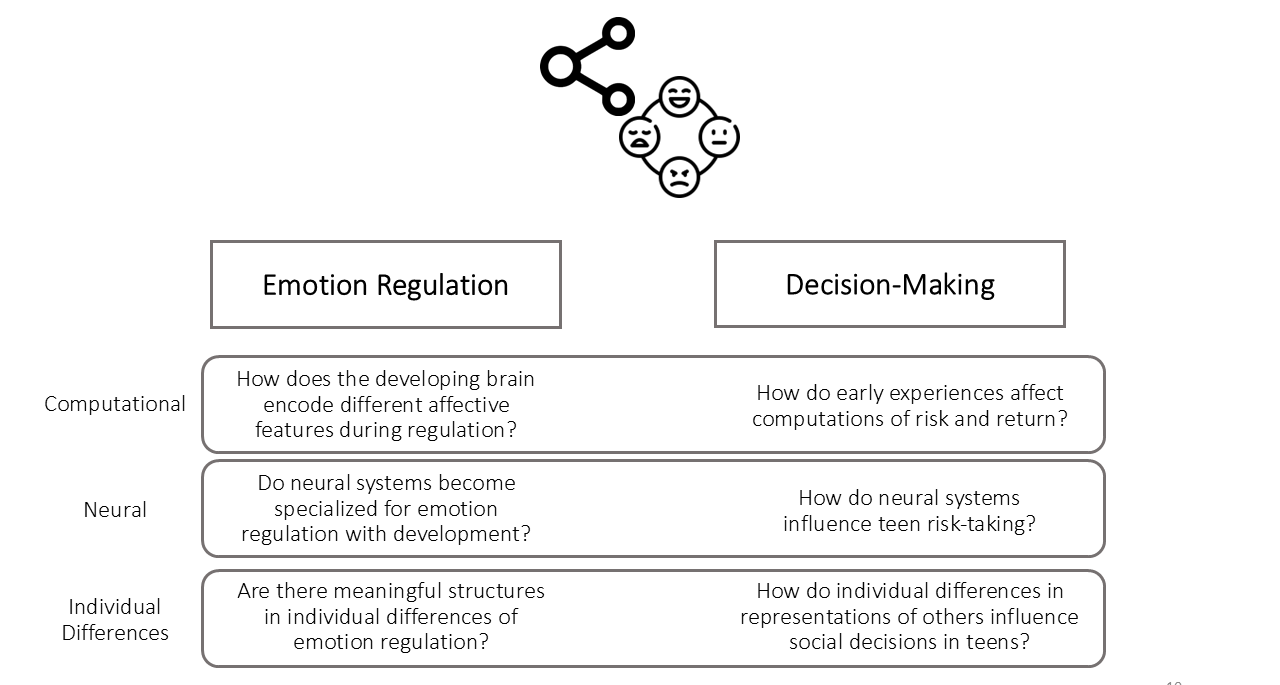 Emotion Regulation
Decision-Making
Computational
How does the developing brain
encode different affective
features during regulation?
How do early experiences affect
computations of risk and return?
Neural
Do neural systems become
specialized for emotion
regulation with development?
How do neural systems
influence teen risk-taking?
Individual
Differences
Are there meaningful structures
in individual differences of
emotion regulation?
How do individual differences in
representations of others influence
social decisions in teens?